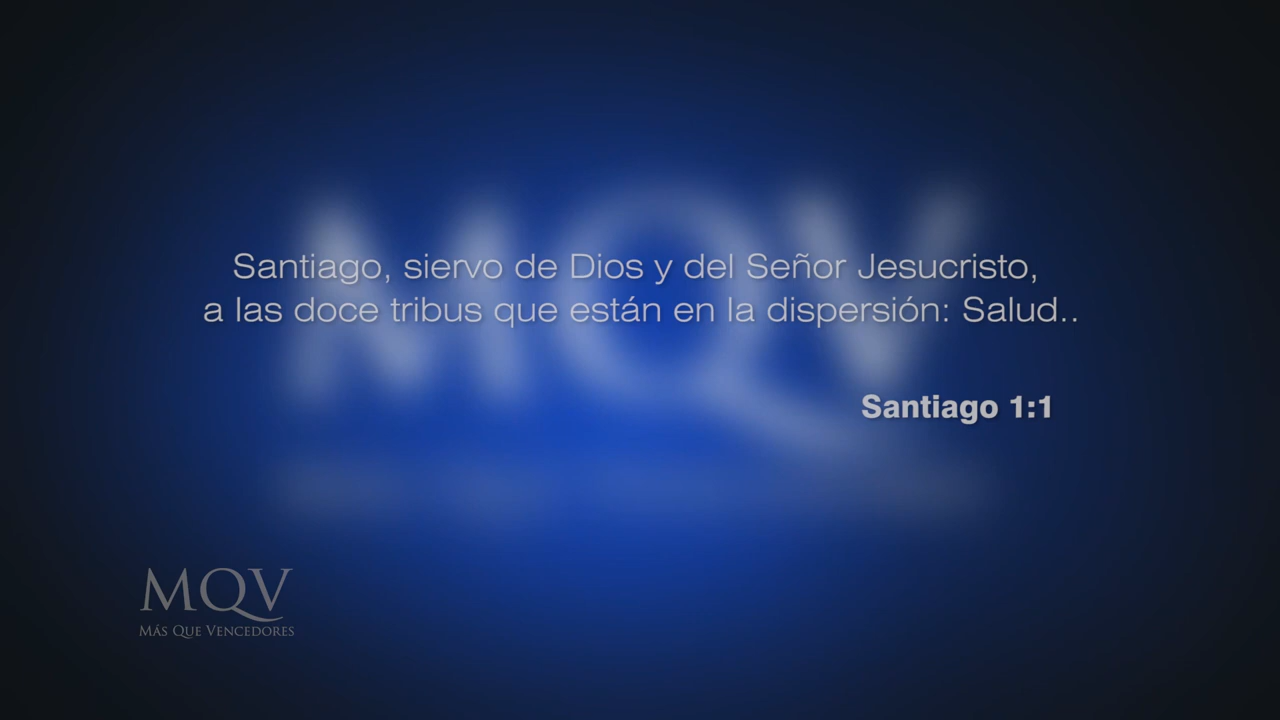 Santiago, siervo de Dios y del Señor Jesucristo,
a las doce tribus que están en la dispersión: Salud..
Santiago 1:1
MQV
MÁS QUE VENCEDORES